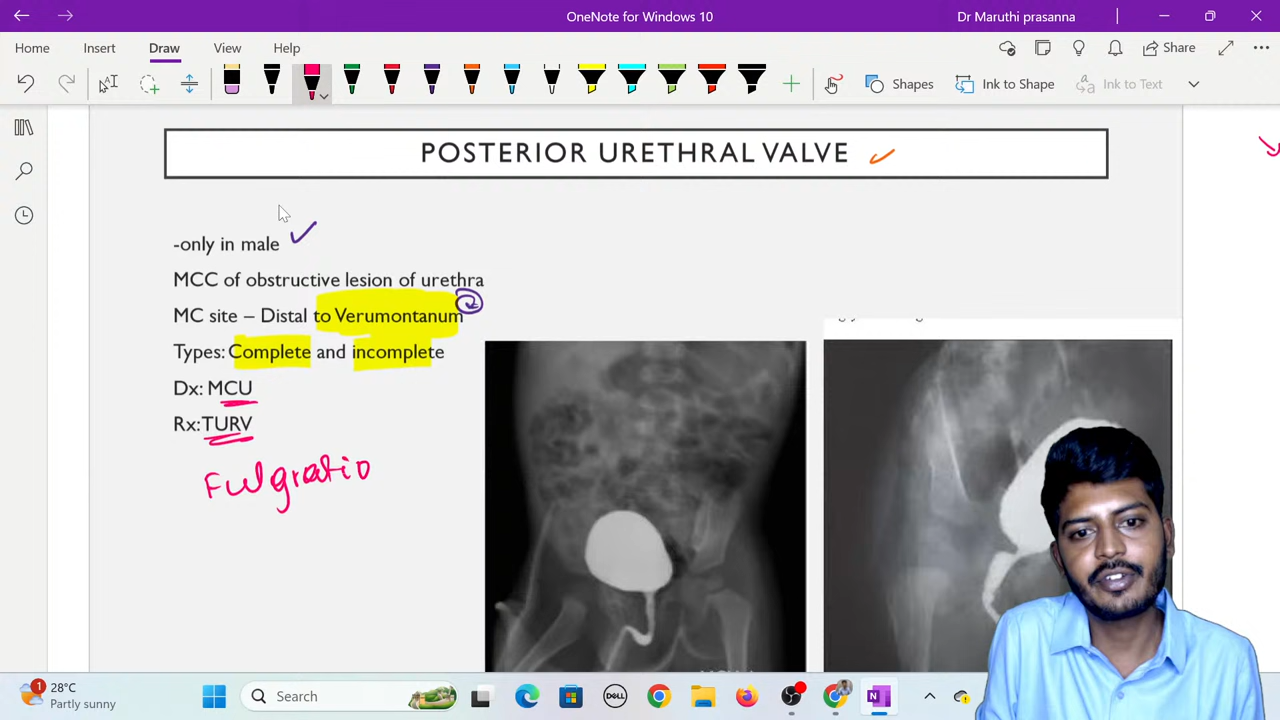 OneNote for Windows 10
Dr Maruthi prasanna
Home Insert Draw View Help
Share
Shapes
Ink to Shape
Ink to Text
POSTERIOR URETHRAL VALVE
-only in male
MCC of obstructive lesion of urethra
MC site – Distal to Verumontanum
Types: Complete and incomplete
Dx: MCU
Rx: TURV
Fulgratio
1
28°C
Partly sunny
Search
DELL